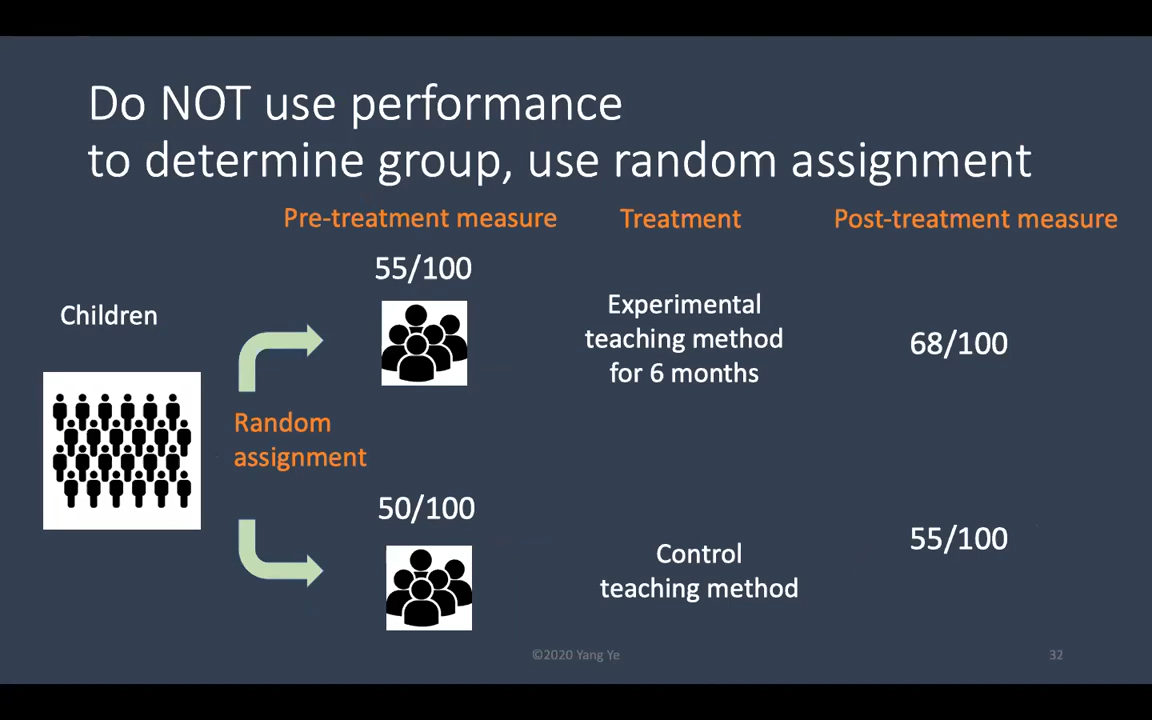 Do NOT use performance
to determine group, use random assignment
Pre-treatment measure
Treatment
Post-treatment measure
55/100
Children
Experimental
teaching method
for 6 months
68/100
Random
assignment
50/100
Control
teaching method
55/100
©2020 Yang Ye
32